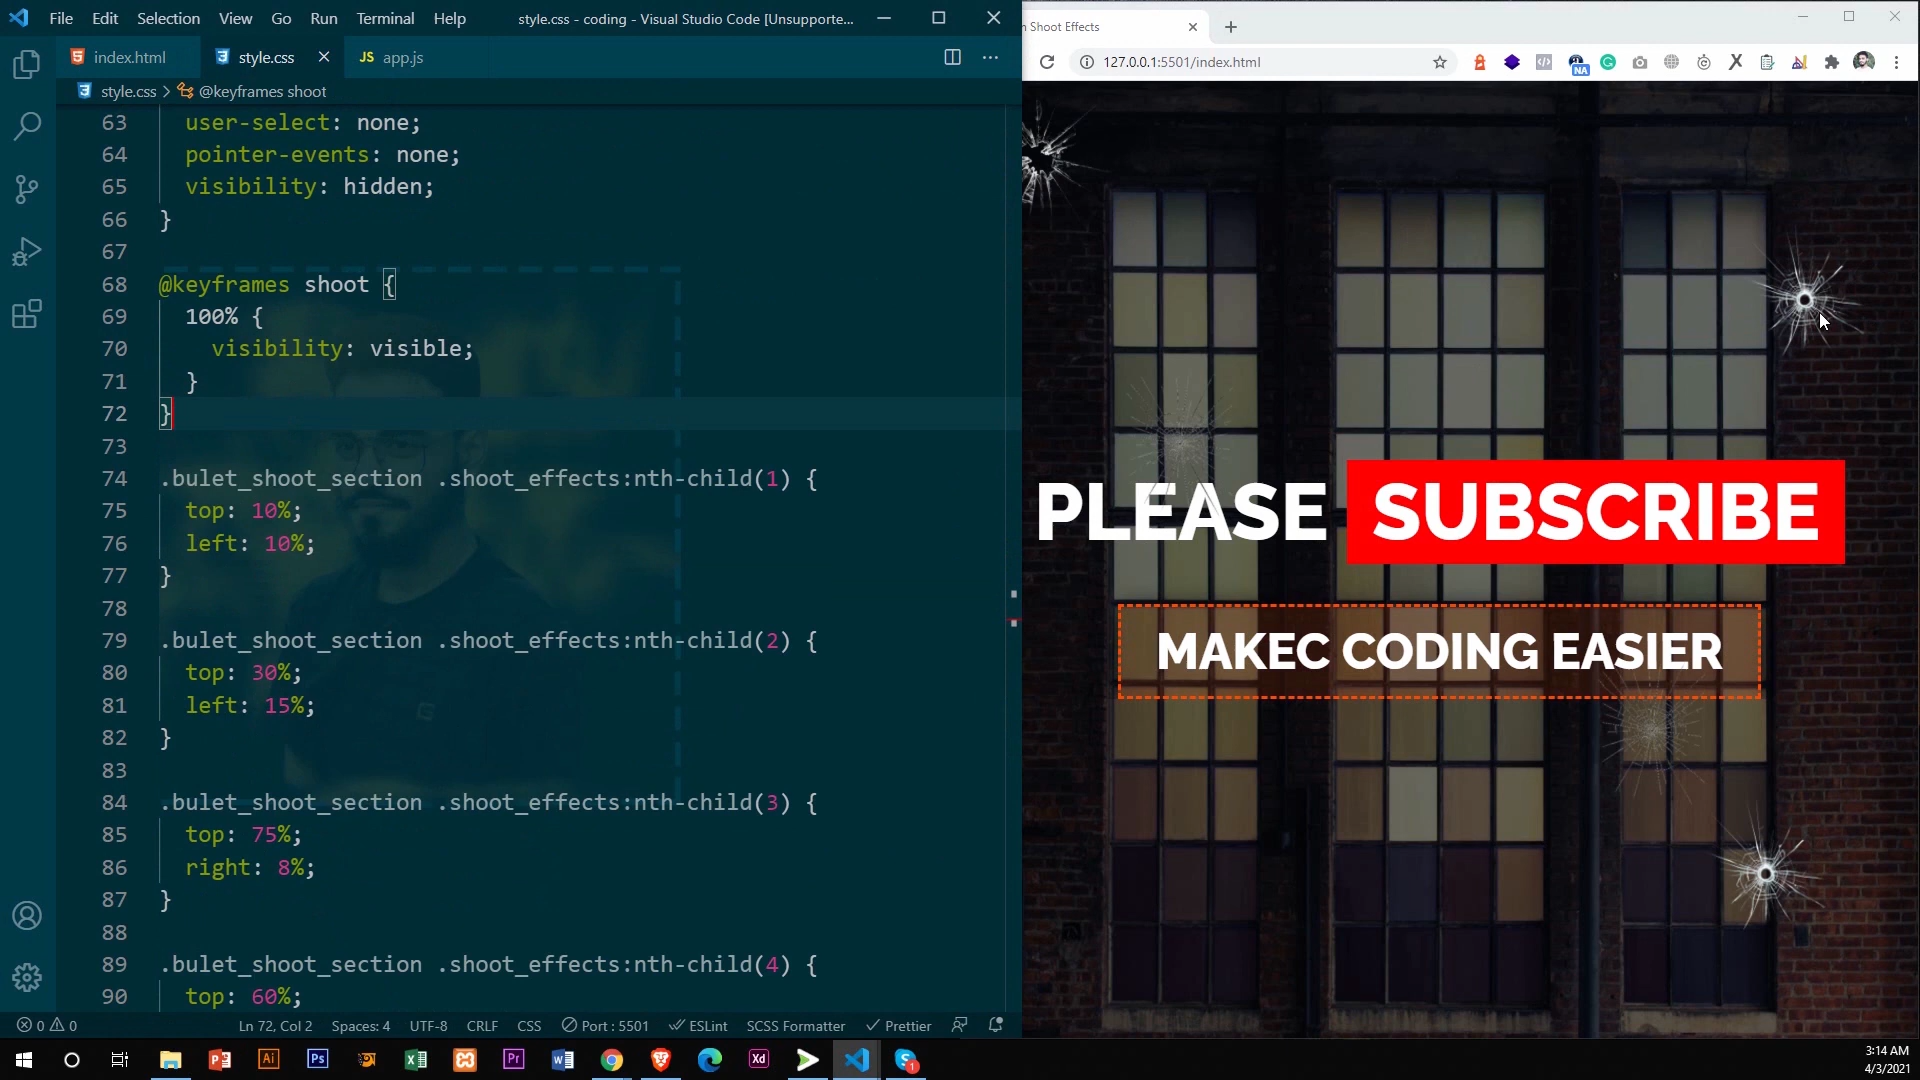 File Edit Selection View Go Run Terminal Help style.css - coding - Visual Studio Code [Unsupporte...
index.html style.css JS app.js
style.css > @keyframes shoot
63 user-select: none;
64 pointer-events: none;
65 visibility: hidden;
66 }
67
68 @keyframes shoot {
69 100% {
70 visibility: visible;
71 }
72 }
73
74 .bulet_shoot_section .shoot_effects:nth-child(1) {
75 top: 10%;
76 left: 10%;
77 }
78
79 .bulet_shoot_section .shoot_effects:nth-child(2) {
80 top: 30%;
81 left: 15%;
82 }
83
84 .bulet_shoot_section .shoot_effects:nth-child(3) {
85 top: 75%;
86 right: 8%;
87 }
88
89 .bulet_shoot_section .shoot_effects:nth-child(4) {
90 top: 60%;
0 0 Ln 72, Col 2 Spaces: 4 UTF-8 CRLF CSS Port : 5501 ESLint SCSS Formatter Prettier
Shoot Effects
127.0.0.1:5501/index.html
NA
PLEASE SUBSCRIBE
MAKEC CODING EASIER
Ai Ps Pr Xd 1
3:14 AM
4/3/2021